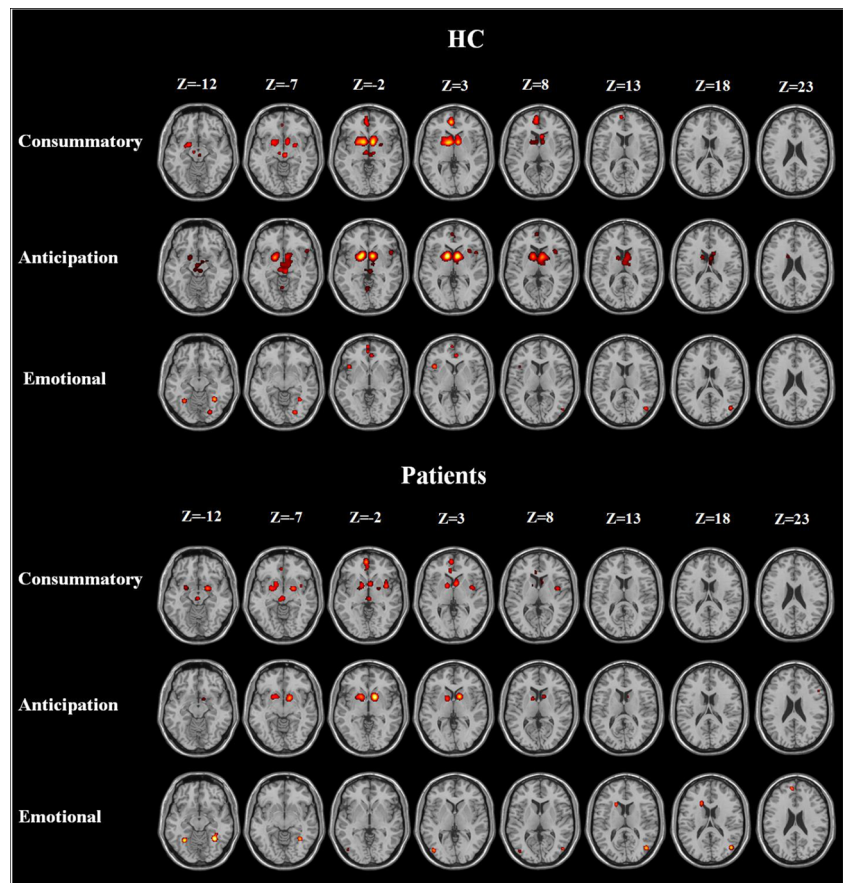 HC
Z=-12 Z=-7 Z=-2 Z=3 Z=8 Z=13 Z=18 Z=23
Consummatory
Anticipation
Emotional
Patients
Z=-12 Z=-7 Z=-2 Z=3 Z=8 Z=13 Z=18 Z=23
Consummatory
Anticipation
Emotional